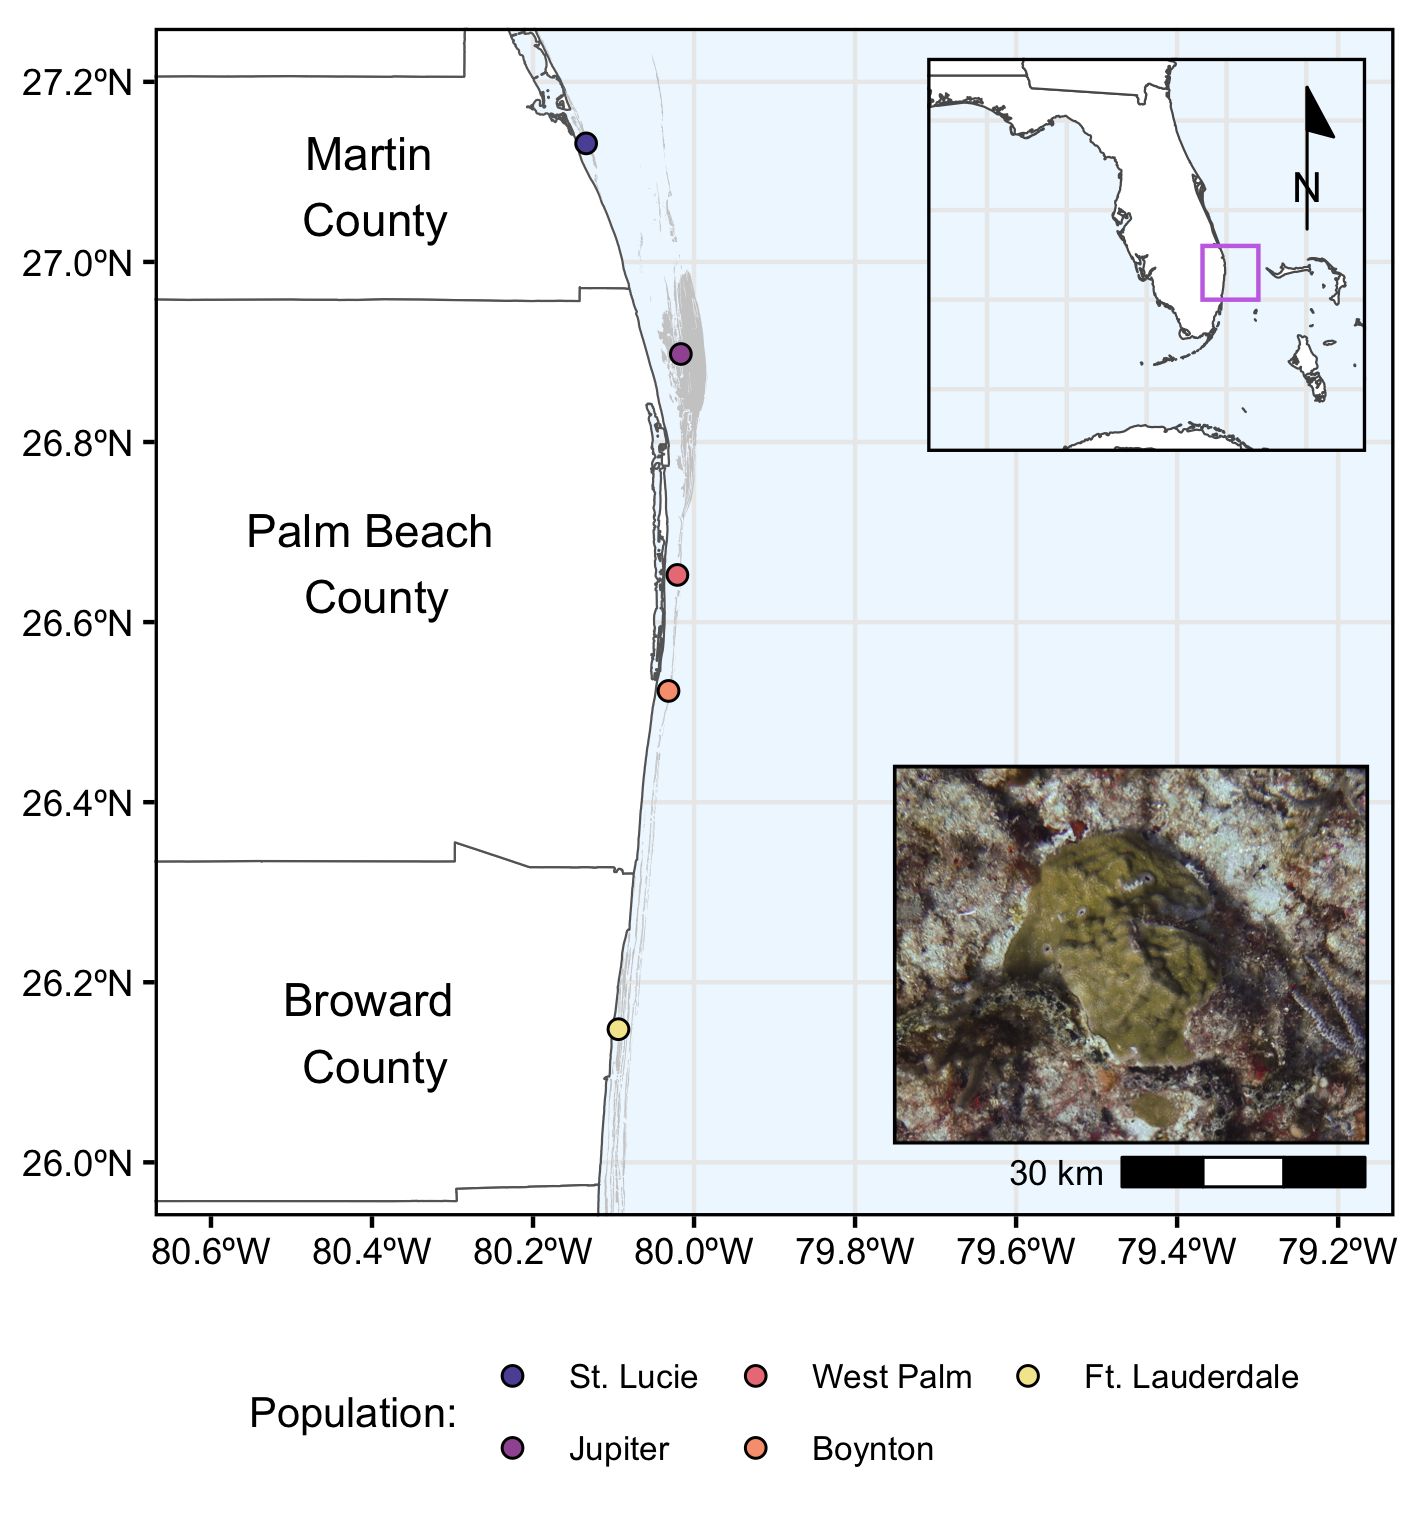 27.2ºN
27.0ºN
26.8ºN
26.6ºN
26.4ºN
26.2ºN
26.0ºN
Martin
County
Palm Beach
County
Broward
County
N
30 km
80.6ºW 80.4ºW 80.2ºW 80.0ºW 79.8ºW 79.6ºW 79.4ºW 79.2ºW
Population:
St. Lucie West Palm Ft. Lauderdale
Jupiter Boynton